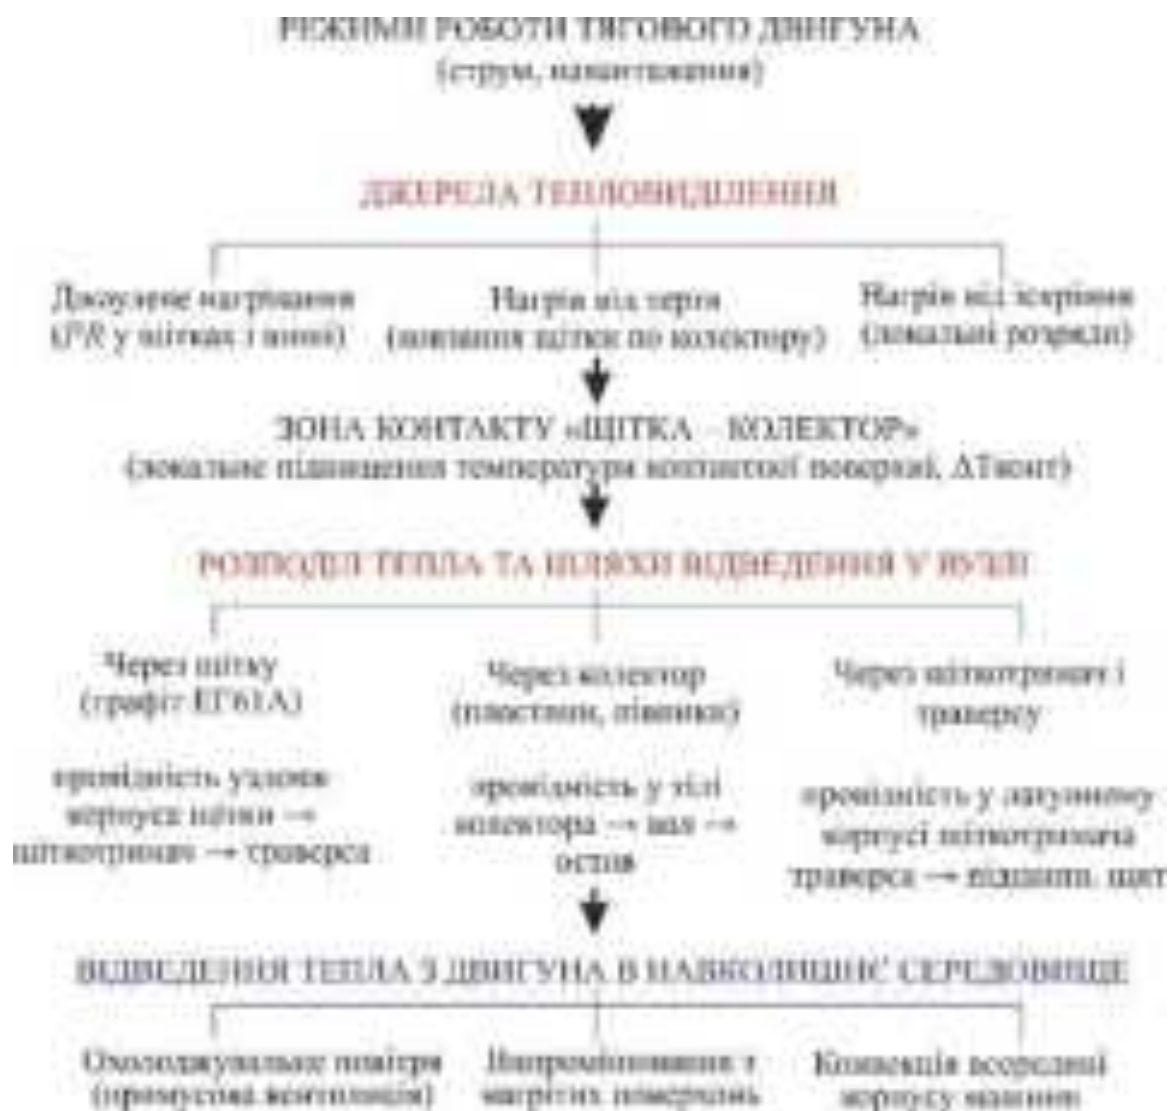 РЕЖИМИ РОБОТИ ТЯГОВОГО ДВИГУНА
(струм, навантаження)
ДЖЕРЕЛА ТЕПЛОВИДІЛЕННЯ
Джоулеве нагрівання
(I²R у щітках і
Нагрів від тертя
(ковзання щітки по колектору)
Нагрів від іскріння
(локальні розряди)
ЗОНА КОНТАКТУ «ЩІТКА – КОЛЕКТОР»
(локальне підвищення температури контактної поверхні, ΔTконт)
РОЗПОДІЛ ТЕПЛА ТА ШЛЯХИ ВІДВЕДЕННЯ У ВУЗЛІ
Через щітку
(графіт ЕГ61А)
провідність уздовж
корпуса щітки →
щіткотримач → траверса
Через колектор
(пластини, півники)
провідність у тілі
колектора → вал →
остов
Через щіткотримач і
траверсу
провідність у латунному
корпусі щіткотримача
траверса → підшипн. щит
ВІДВЕДЕННЯ ТЕПЛА З ДВИГУНА В НАВКОЛИШНЄ СЕРЕДОВИЩЕ
Охолоджувальне повітря
(примусова вентиляція)
Випромінювання з
нагрітих поверхонь
Конвекція всередині
корпусу машини